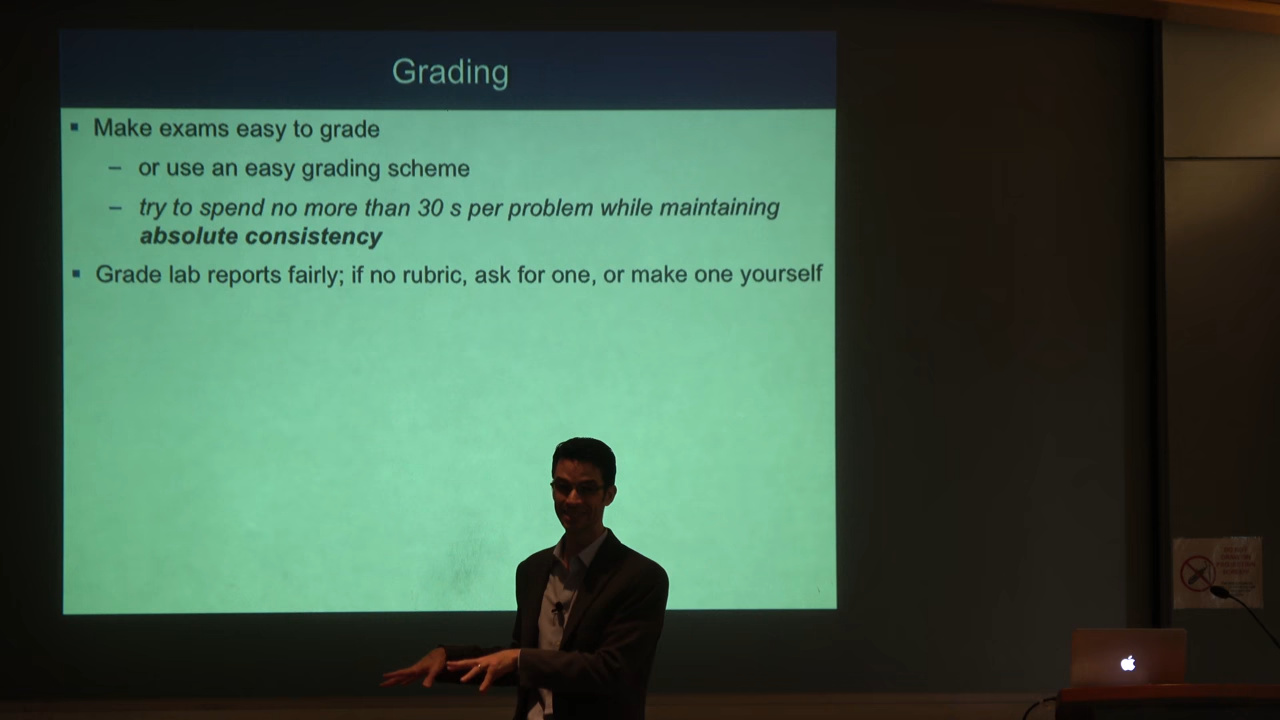 Grading
▪ Make exams easy to grade
– or use an easy grading scheme
– try to spend no more than 30 s per problem while maintaining
absolute consistency
▪ Grade lab reports fairly; if no rubric, ask for one, or make one yourself